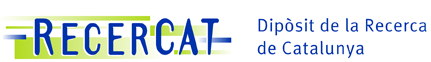 RECERCAT
Dipòsit de la Recerca
de Catalunya